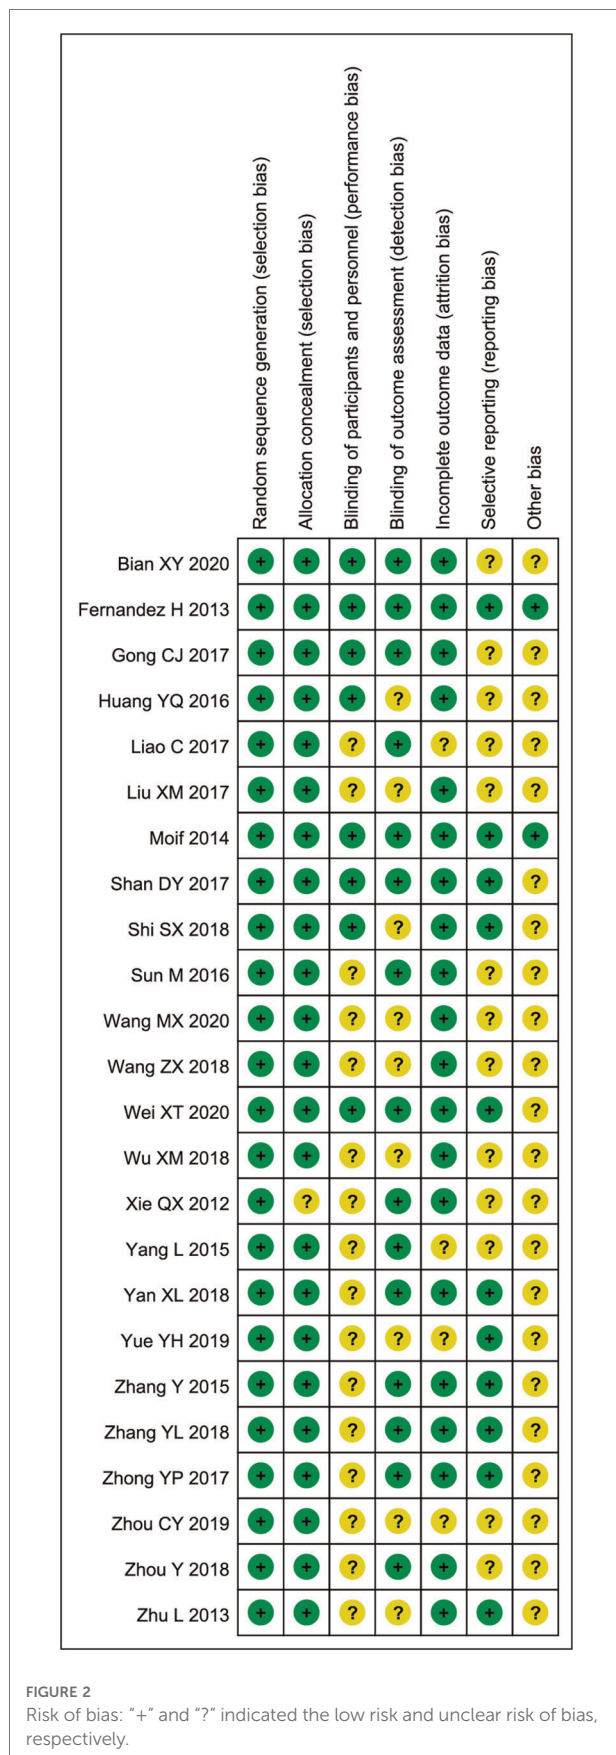 Random sequence generation (selection bias)
Allocation concealment (selection bias)
Blinding of participants and personnel (performance bias)
Blinding of outcome assessment (detection bias)
Incomplete outcome data (attrition bias)
Selective reporting (reporting bias)
Other bias
Bian XY 2020 + + + + + ? ?
Fernandez H 2013 + + + + + + +
Gong CJ 2017 + + + + + ? ?
Huang YQ 2016 + + + ? + ? ?
Liao C 2017 + + ? + ? ? ?
Liu XM 2017 + + ? ? + ? ?
Moif 2014 + + + + + + +
Shan DY 2017 + + + + + + ?
Shi SX 2018 + + + ? + + ?
Sun M 2016 + + ? + + ? ?
Wang MX 2020 + + ? ? + ? ?
Wang ZX 2018 + + ? ? + ? ?
Wei XT 2020 + + + + + + ?
Wu XM 2018 + + ? ? + ? ?
Xie QX 2012 + ? ? + + ? ?
Yang L 2015 + + ? + ? ? ?
Yan XL 2018 + + ? + + + ?
Yue YH 2019 + + ? ? ? + ?
Zhang Y 2015 + + ? + + + ?
Zhang YL 2018 + + ? + + + ?
Zhong YP 2017 + + ? + + + ?
Zhou CY 2019 + + ? ? ? ? ?
Zhou Y 2018 + + ? + + ? ?
Zhu L 2013 + + ? ? + + ?
FIGURE 2
Risk of bias: “+” and “?” indicated the low risk and unclear risk of bias,
respectively.